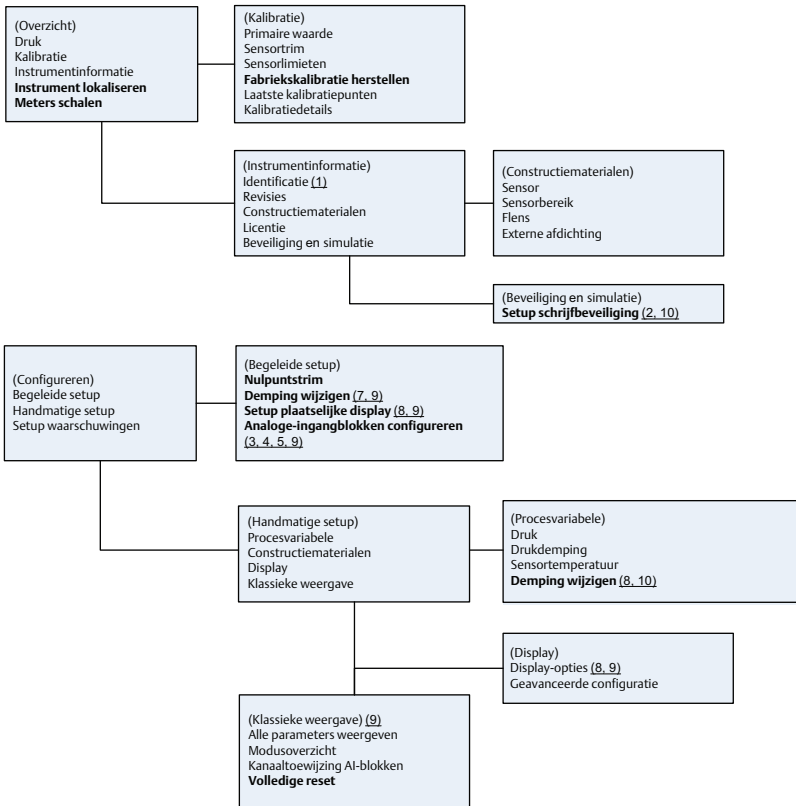 (Overzicht)
Druk
Kalibratie
Instrumentinformatie
Instrument lokaliseren
Meters schalen
(Kalibratie)
Primaire waarde
Sensortrim
Sensorlimieten
Fabriekskalibratie herstellen
Laatste kalibratiepunten
Kalibratiedetails
(Instrumentinformatie)
Identificatie (1)
Revisies
Constructiematerialen
Licentie
Beveiliging en simulatie
(Constructiematerialen)
Sensor
Sensorbereik
Flens
Externe afdichting
(Beveiliging en simulatie)
Setup schrijfbeveiliging (2, 10)
(Configureren)
Begeleide setup
Handmatige setup
Setup waarschuwingen
(Begeleide setup)
Nulpuntstrim
Demping wijzigen (7, 9)
Setup plaatselijke display (8, 9)
Analoge-ingangblokken configureren
(3, 4, 5, 9)
(Handmatige setup)
Procesvariabele
Constructiematerialen
Display
Klassieke weergave
(Procesvariabele)
Druk
Drukdemping
Sensortemperatuur
Demping wijzigen (8, 10)
(Display)
Display-opties (8, 9)
Geavanceerde configuratie
(Klassieke weergave) (9)
Alle parameters weergeven
Modusoverzicht
Kanaaltoewijzing AI-blokken
Volledige reset